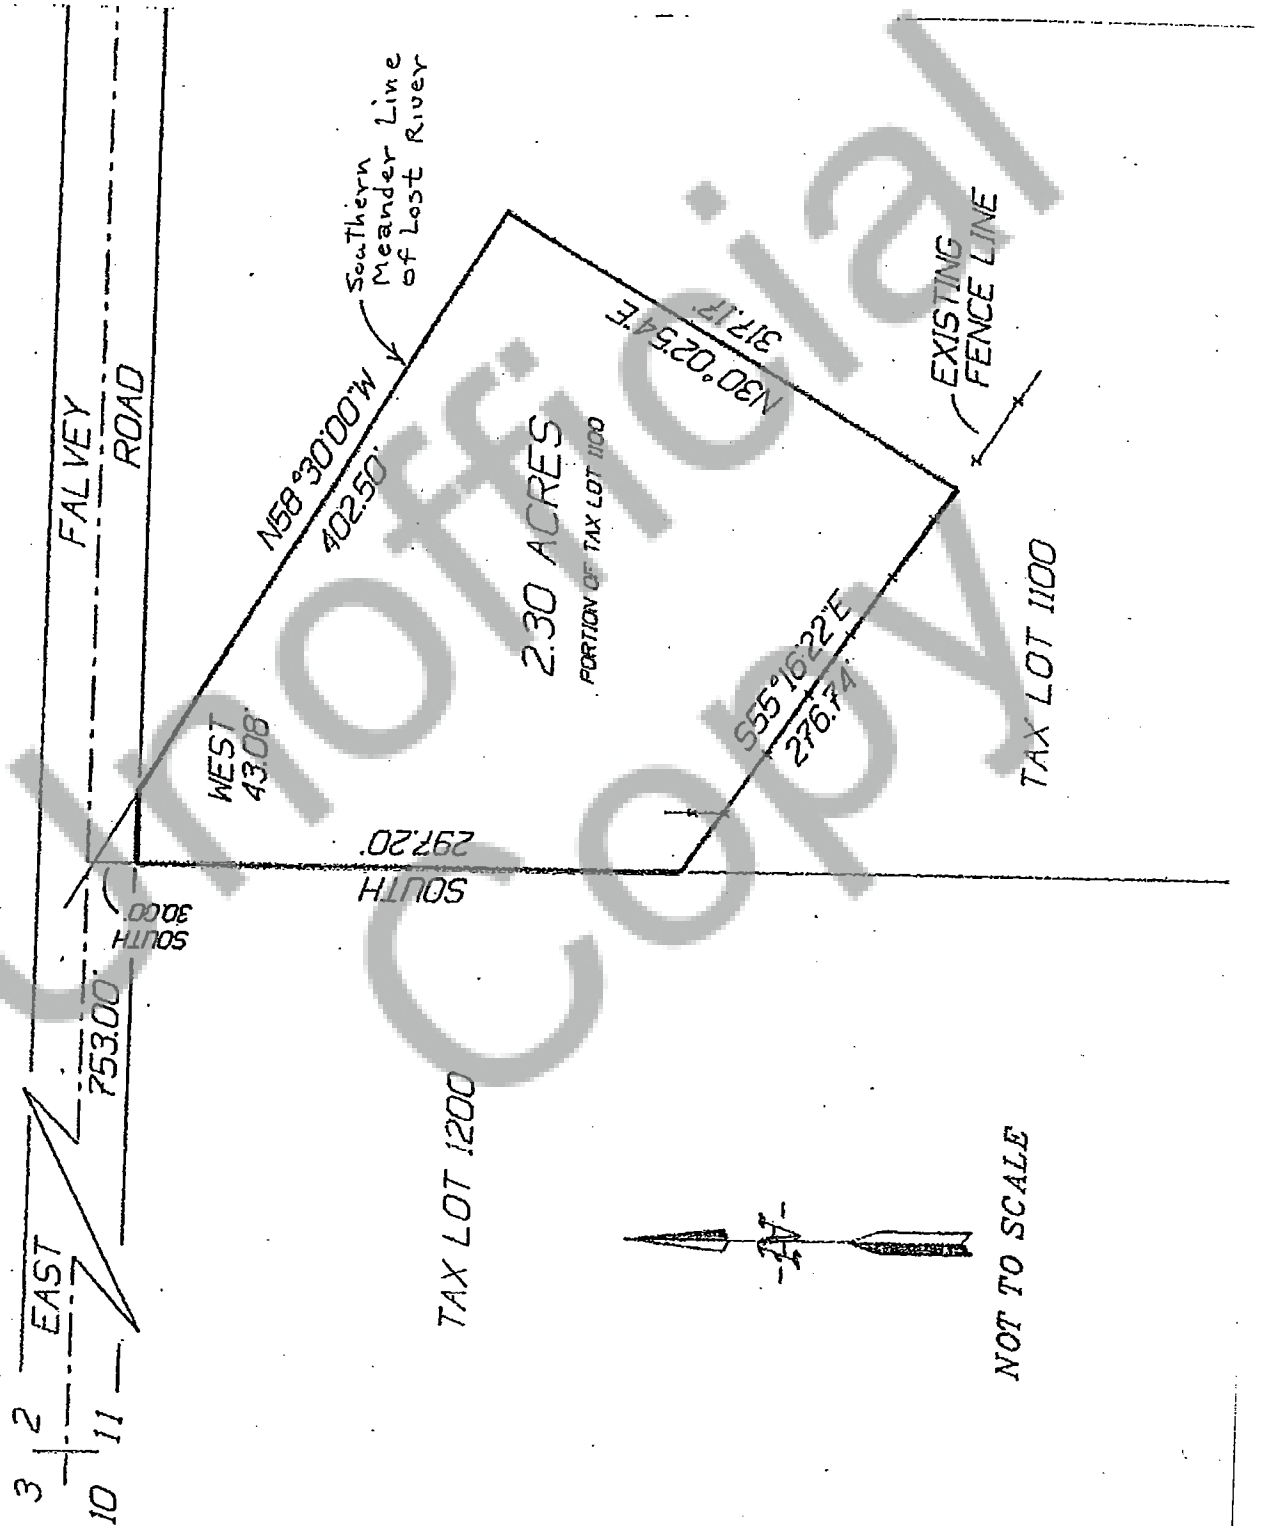 FALVEY
ROAD
Southern
Meander Line
of Lost River
N58°30'00"W
402.50'
N30°02'54"E
317.17'
EXISTING
FENCE LINE
2.30 ACRES
PORTION OF TAX LOT 1100
WEST
43.08'
SOUTH
297.20'
S55°16'22"E
276.74'
TAX LOT 1100
SOUTH
30.00'
753.00'
EAST
3 2
10 11
TAX LOT 1200
N
NOT TO SCALE
Unofficial
Copy